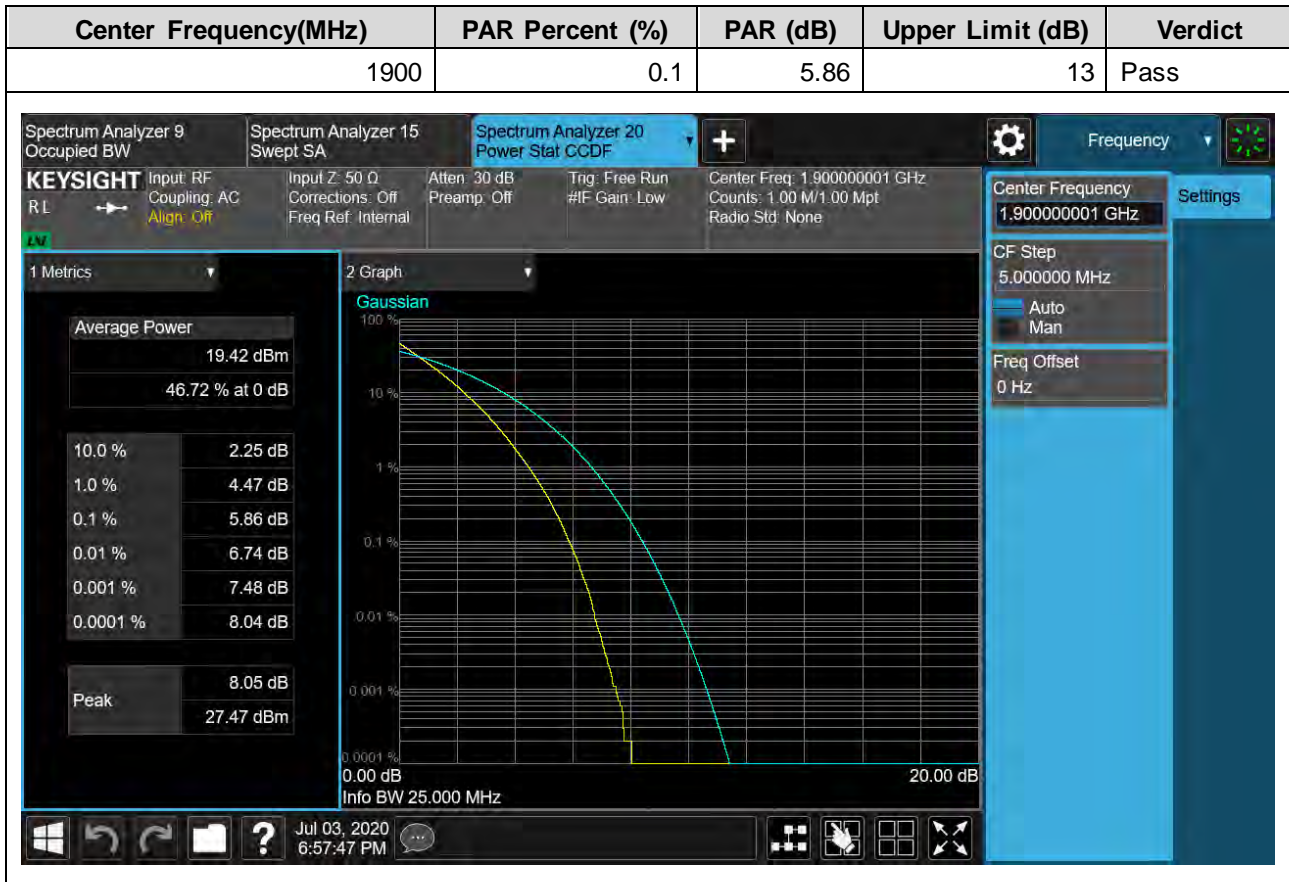 Center Frequency(MHz) PAR Percent (%) PAR (dB) Upper Limit (dB) Verdict
1900 0.1 5.86 13 Pass
Spectrum Analyzer 9 Spectrum Analyzer 15 Spectrum Analyzer 20 Frequency
Occupied BW Swept SA Power Stat CCDF
KEYSIGHT Input: RF Input Z: 50 Ω Atten: 30 dB Trig: Free Run Center Freq: 1.900000001 GHz
R L Coupling: AC Corrections: Off Preamp: Off #IF Gain: Low Counts: 1.00 M/1.00 Mpt
Align: Off Freq Ref: Internal Radio Std: None
Center Frequency Settings
1.900000001 GHz
CF Step
5.000000 MHz
Auto
Man
Freq Offset
0 Hz
1 Metrics
Average Power
19.42 dBm
46.72 % at 0 dB
10.0 % 2.25 dB
1.0 % 4.47 dB
0.1 % 5.86 dB
0.01 % 6.74 dB
0.001 % 7.48 dB
0.0001 % 8.04 dB
Peak 8.05 dB
27.47 dBm
2 Graph
Gaussian
100 %
10 %
1 %
0.1 %
0.01 %
0.001 %
0.0001 %
0.00 dB 20.00 dB
Info BW 25.000 MHz
? Jul 03, 2020
6:57:47 PM